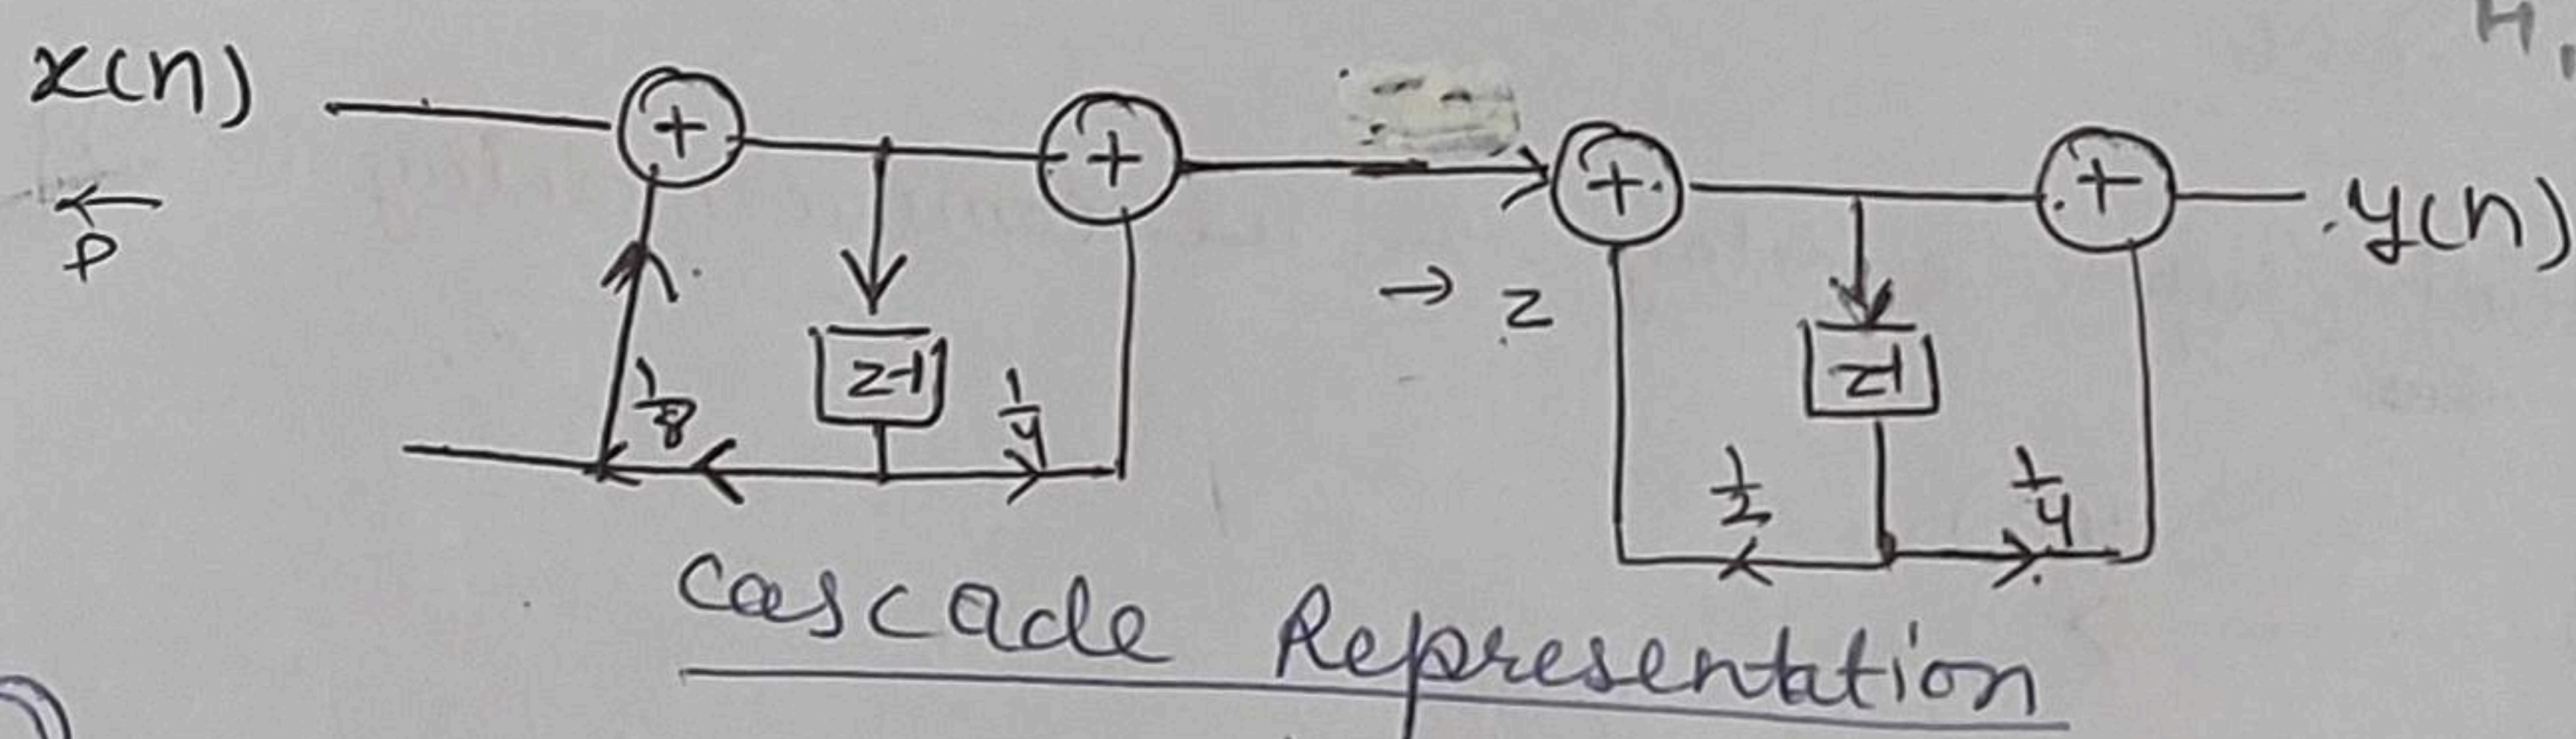 x(n)
P
1/8
z-1
1/4
→ z
1/2
z-1
1/4
y(n)
H,
Cascade Representation